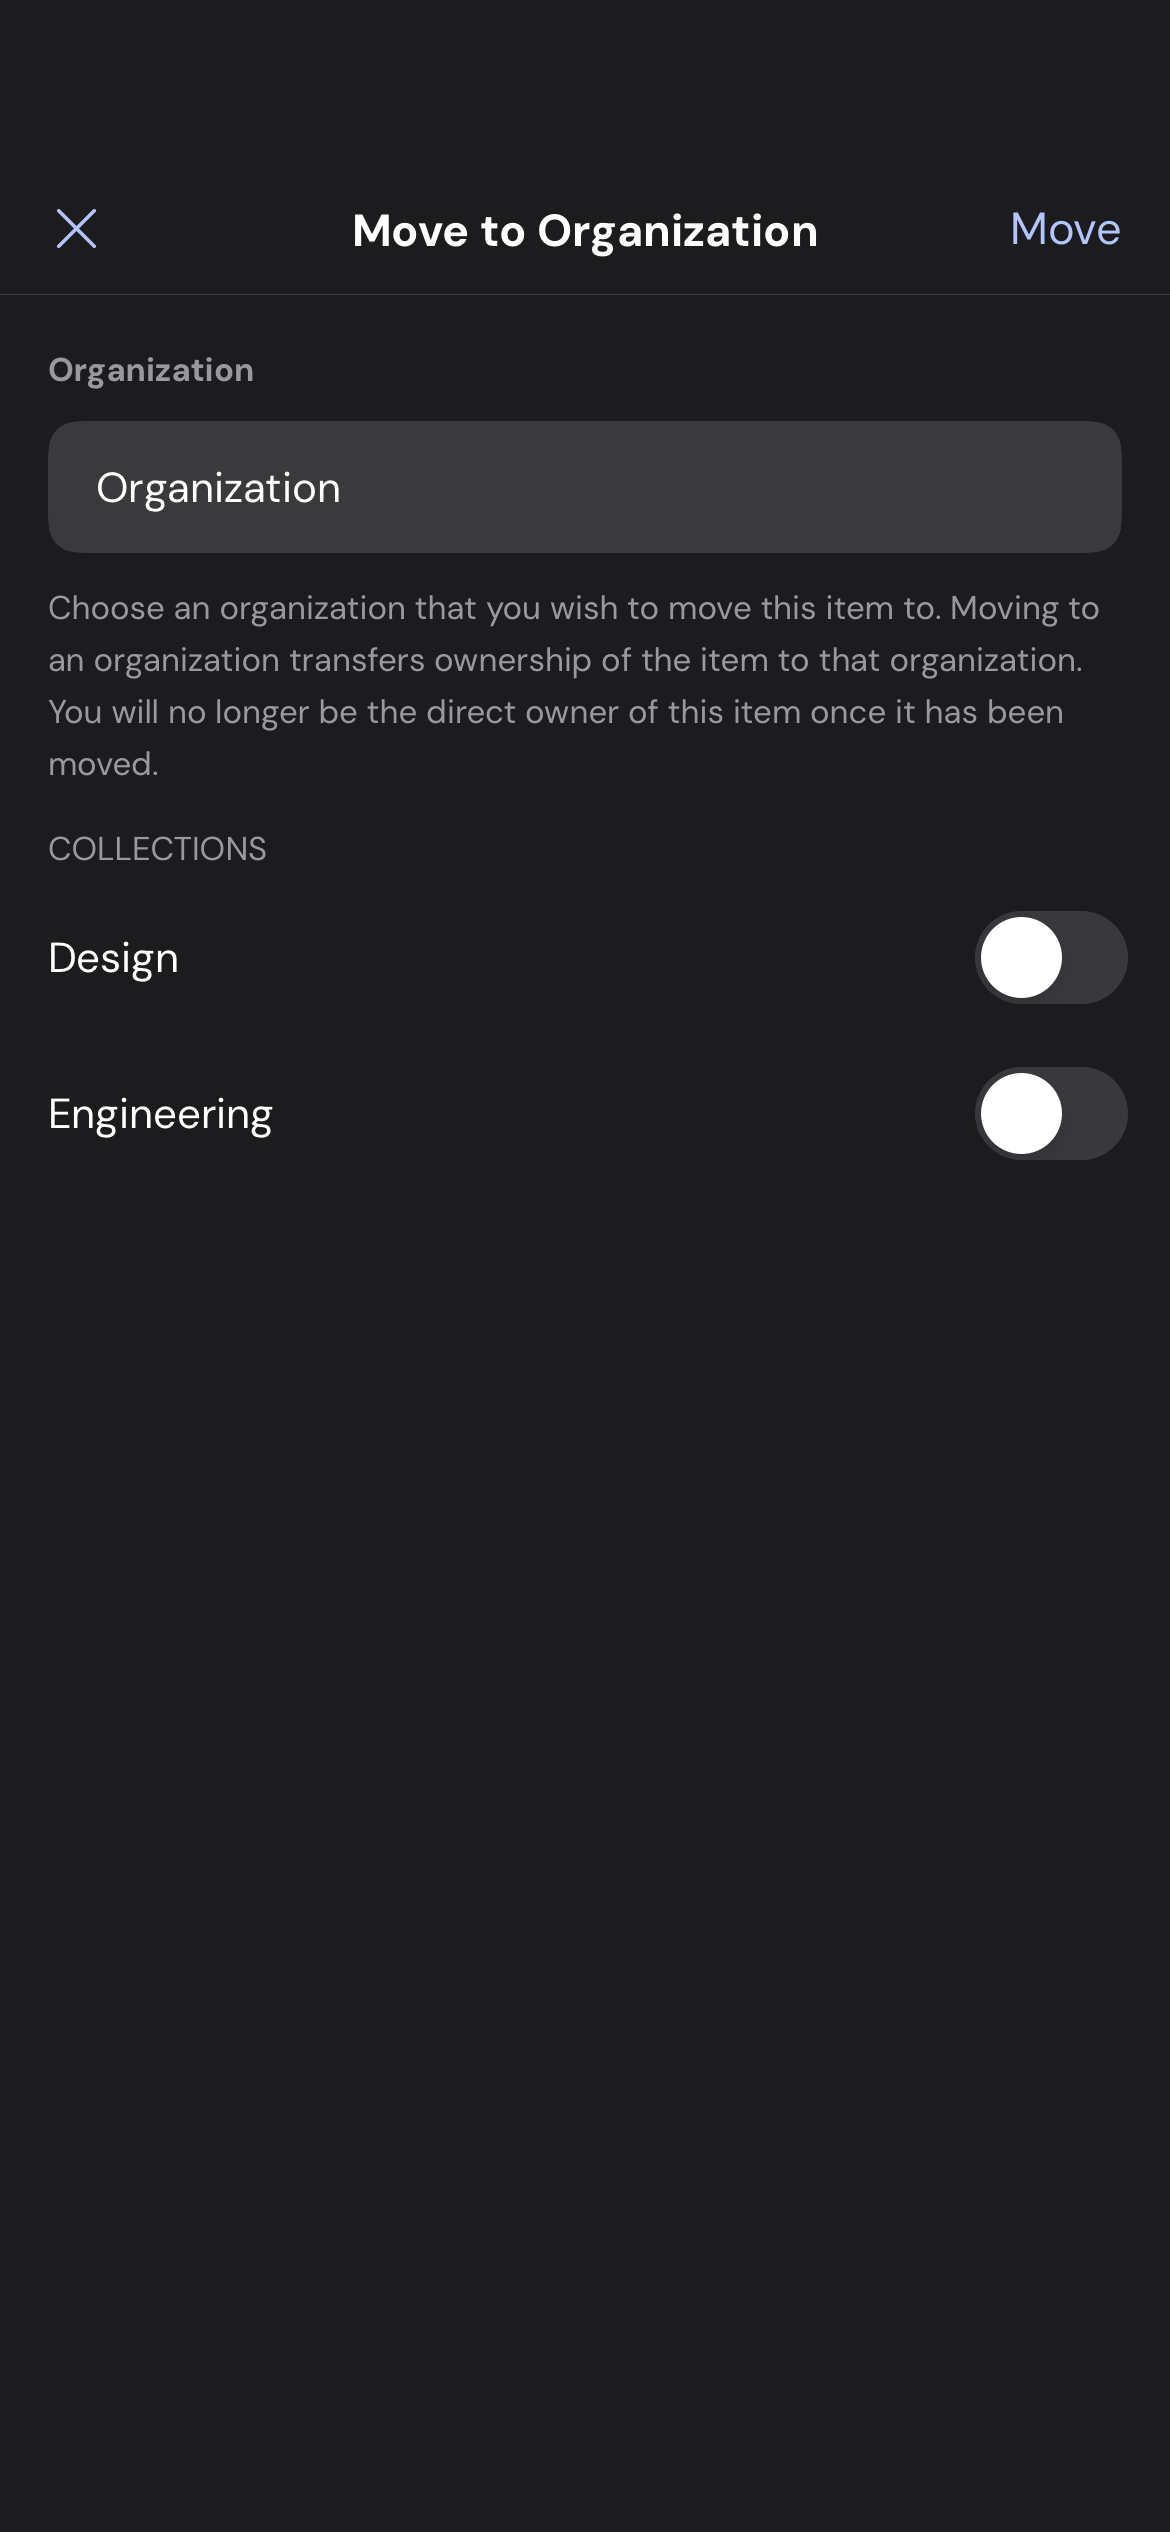 Move to Organization
Move
Organization
Organization
Choose an organization that you wish to move this item to. Moving to
an organization transfers ownership of the item to that organization.
You will no longer be the direct owner of this item once it has been
moved.
COLLECTIONS
Design
Engineering